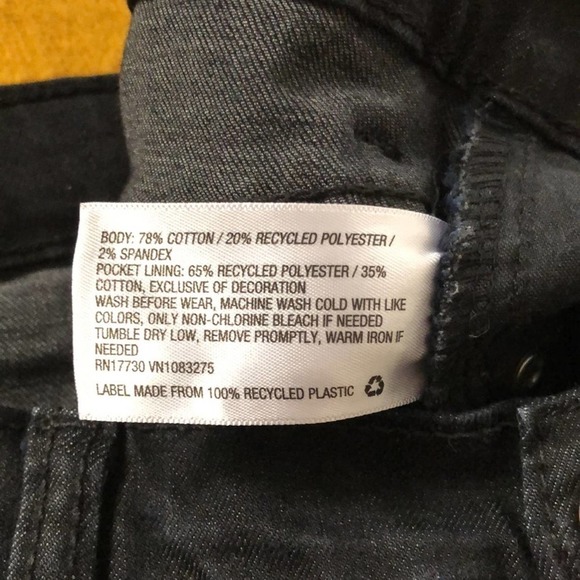 BODY: 78% COTTON / 20% RECYCLED POLYESTER /
2% SPANDEX
POCKET LINING: 65% RECYCLED POLYESTER / 35%
COTTON, EXCLUSIVE OF DECORATION
WASH BEFORE WEAR, MACHINE WASH COLD WITH LIKE
COLORS, ONLY NON-CHLORINE BLEACH IF NEEDED
TUMBLE DRY LOW, REMOVE PROMPTLY, WARM IRON IF
NEEDED
RN17730 VN1083275
LABEL MADE FROM 100% RECYCLED PLASTIC